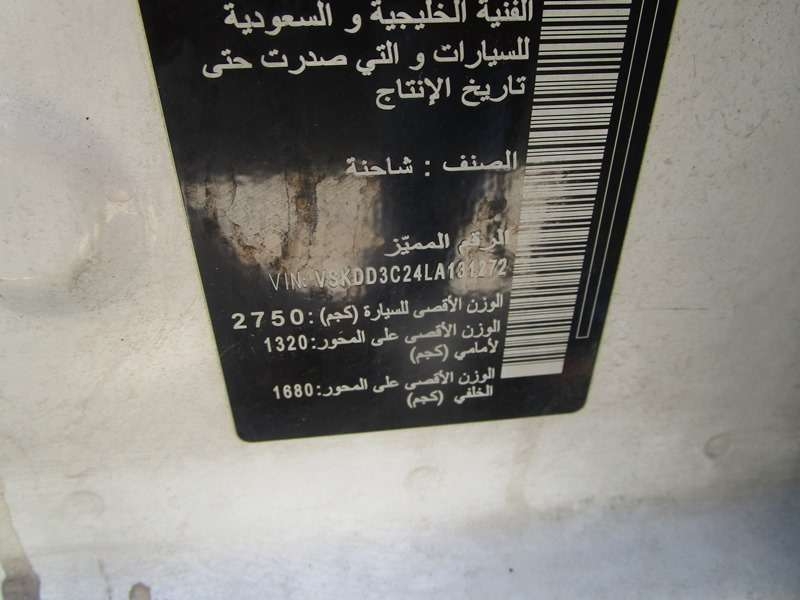 الفنية الخليجية و السعودية
للسيارات و التي صدرت حتى
تاريخ الإنتاج
الصنف : شاحنة
الرقم المميّز
VIN: VSKDD3C24LA131272
الوزن الأقصى للسيارة (كجم): 2750
الوزن الأقصى على المحور: 1320
لأمامي (كجم)
الوزن الأقصى على المحور: 1680
الخلفي (كجم)